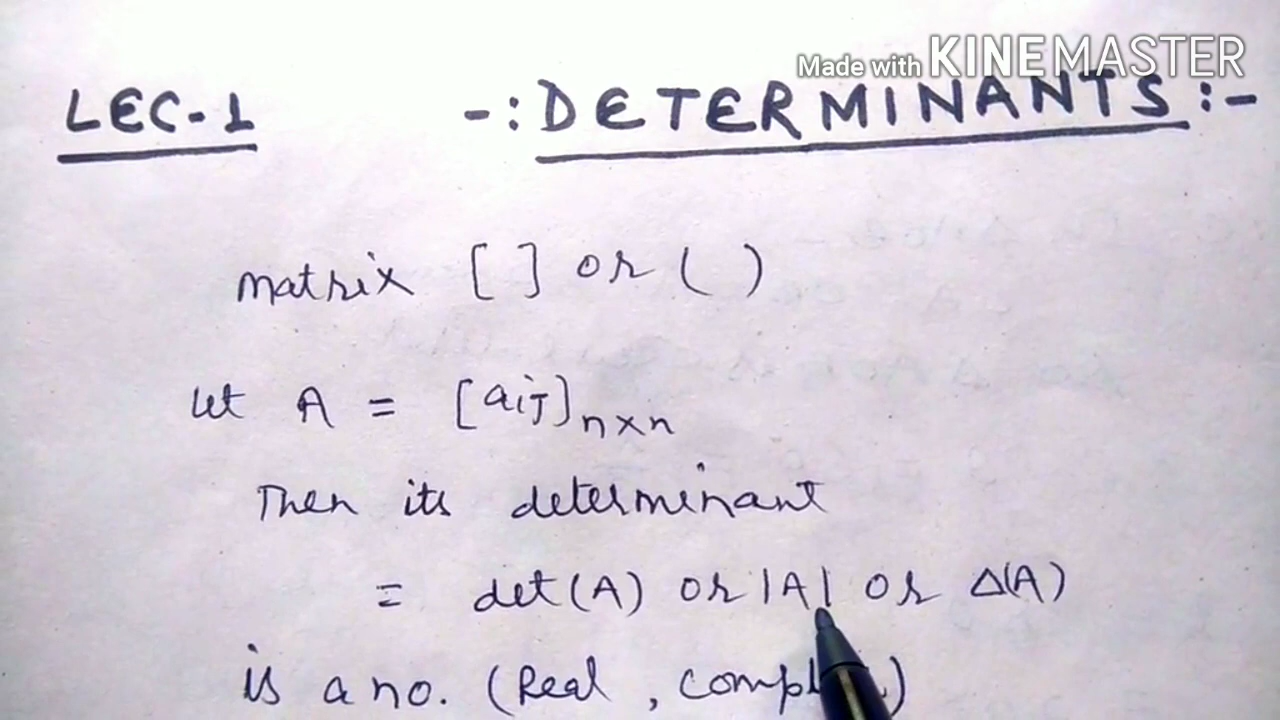 Made with KINEMASTER
LEC-1 -: DETERMINANTS :-
matrix [ ] or ( )
let A = [aij]n×n
Then its determinant
= det(A) or |A| or Δ(A)
is a no. (Real ,